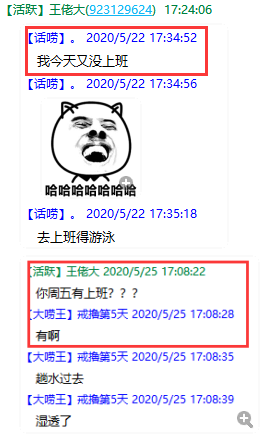 【活跃】王佬大(923129624) 17:24:06
【话唠】。 2020/5/22 17:34:52
我今天又没上班
【话唠】。 2020/5/22 17:34:56
哈哈哈哈哈哈哈
【话唠】。 2020/5/22 17:35:18
去上班得游泳
【活跃】王佬大 2020/5/25 17:08:22
你周五有上班？？？
【大唠王】戒撸第5天 2020/5/25 17:08:28
有啊
【大唠王】戒撸第5天 2020/5/25 17:08:35
趟水过去
【大唠王】戒撸第5天 2020/5/25 17:08:39
湿透了